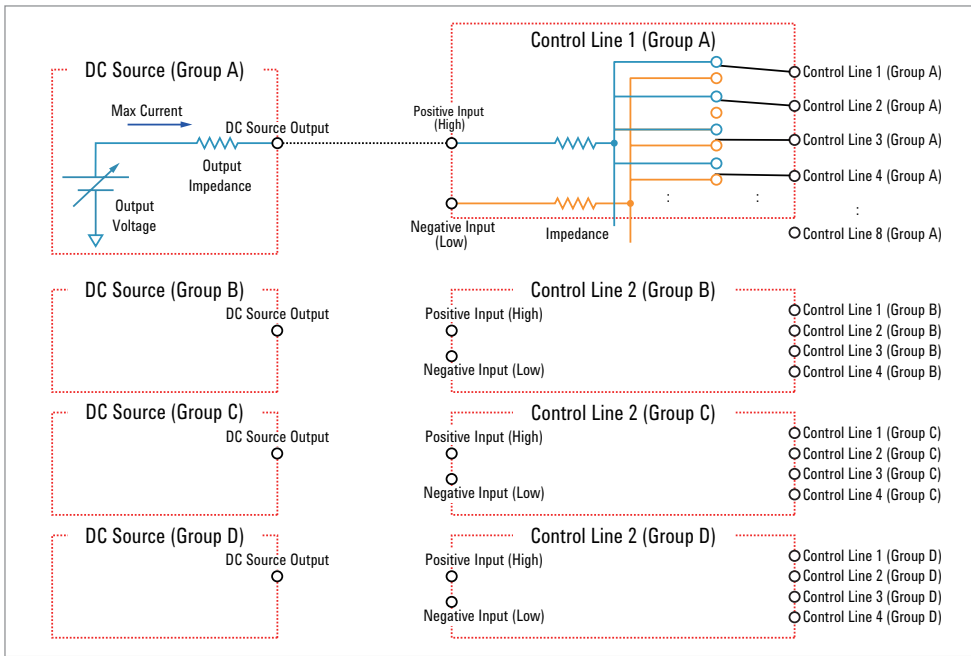 DC Source (Group A)
Max Current
DC Source Output
Output
Impedance
Output
Voltage
Control Line 1 (Group A)
Positive Input
(High)
Negative Input
(Low)
Impedance
Control Line 1 (Group A)
Control Line 2 (Group A)
Control Line 3 (Group A)
Control Line 4 (Group A)
:
:
:
Control Line 8 (Group A)
DC Source (Group B)
DC Source Output
Control Line 2 (Group B)
Positive Input (High)
Negative Input (Low)
Control Line 1 (Group B)
Control Line 2 (Group B)
Control Line 3 (Group B)
Control Line 4 (Group B)
DC Source (Group C)
DC Source Output
Control Line 2 (Group C)
Positive Input (High)
Negative Input (Low)
Control Line 1 (Group C)
Control Line 2 (Group C)
Control Line 3 (Group C)
Control Line 4 (Group C)
DC Source (Group D)
DC Source Output
Control Line 2 (Group D)
Positive Input (High)
Negative Input (Low)
Control Line 1 (Group D)
Control Line 2 (Group D)
Control Line 3 (Group D)
Control Line 4 (Group D)